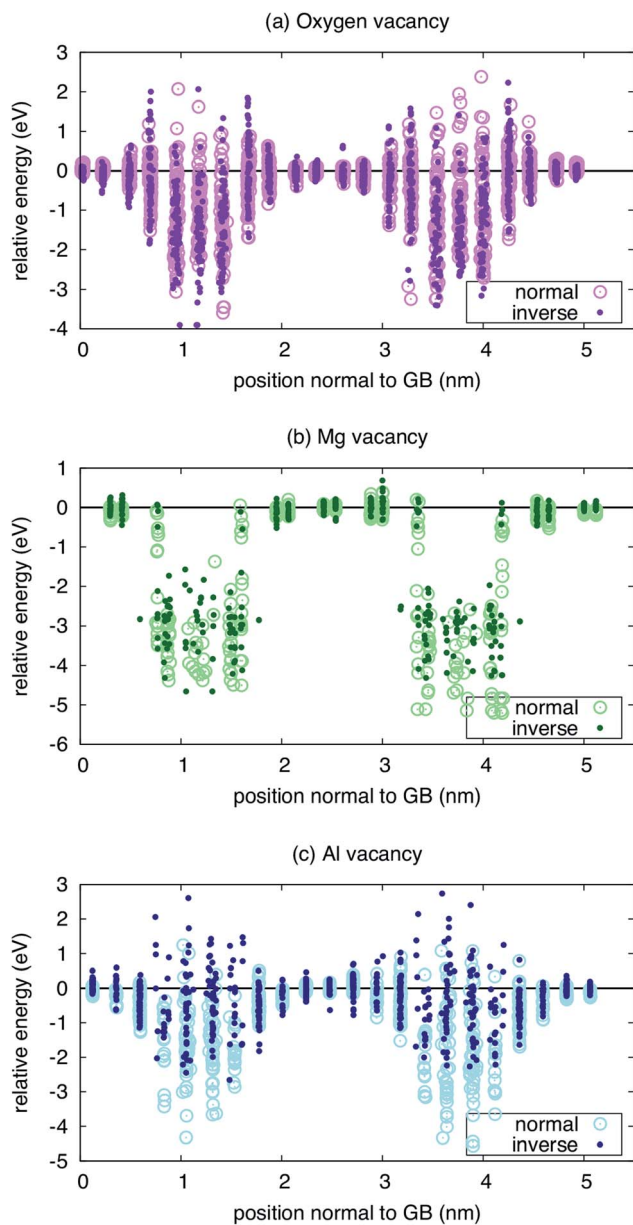 (a) Oxygen vacancy
3
2
1
0
-1
-2
-3
-4
relative energy (eV)
normal
inverse
0 1 2 3 4 5
position normal to GB (nm)
(b) Mg vacancy
1
0
-1
-2
-3
-4
-5
-6
relative energy (eV)
normal
inverse
0 1 2 3 4 5
position normal to GB (nm)
(c) Al vacancy
3
2
1
0
-1
-2
-3
-4
-5
relative energy (eV)
normal
inverse
0 1 2 3 4 5
position normal to GB (nm)